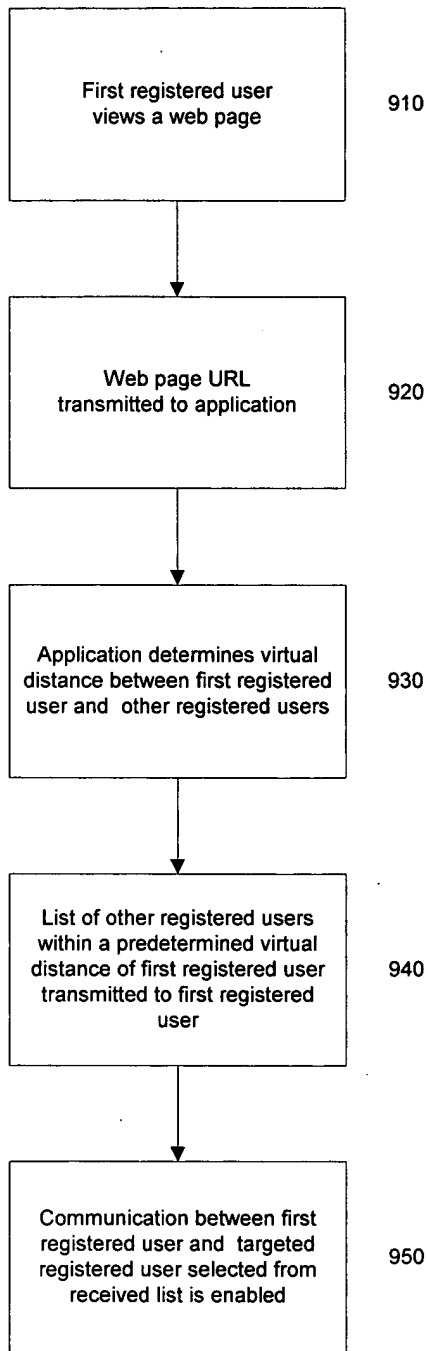 First registered user
views a web page
910
Web page URL
transmitted to application
920
Application determines virtual
distance between first registered
user and other registered users
930
List of other registered users
within a predetermined virtual
distance of first registered user
transmitted to first registered
user
940
Communication between first
registered user and targeted
registered user selected from
received list is enabled
950